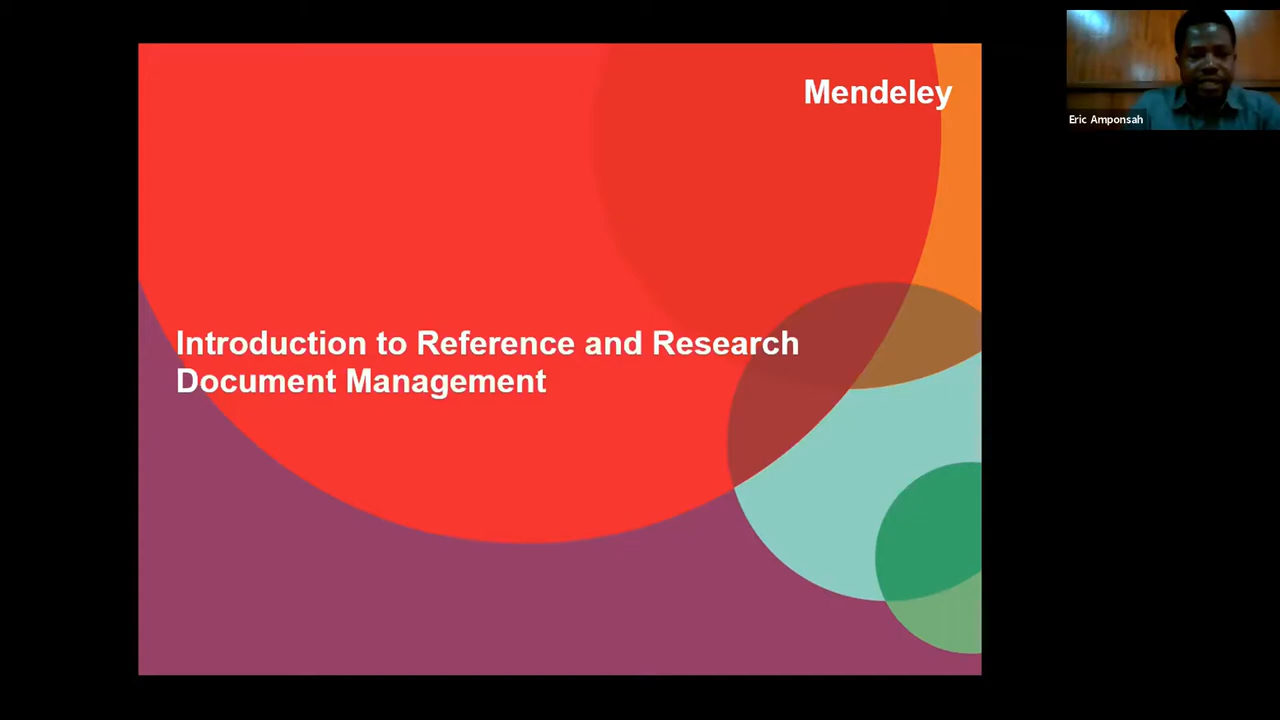 Mendeley
Introduction to Reference and Research
Document Management
Eric Amponsah